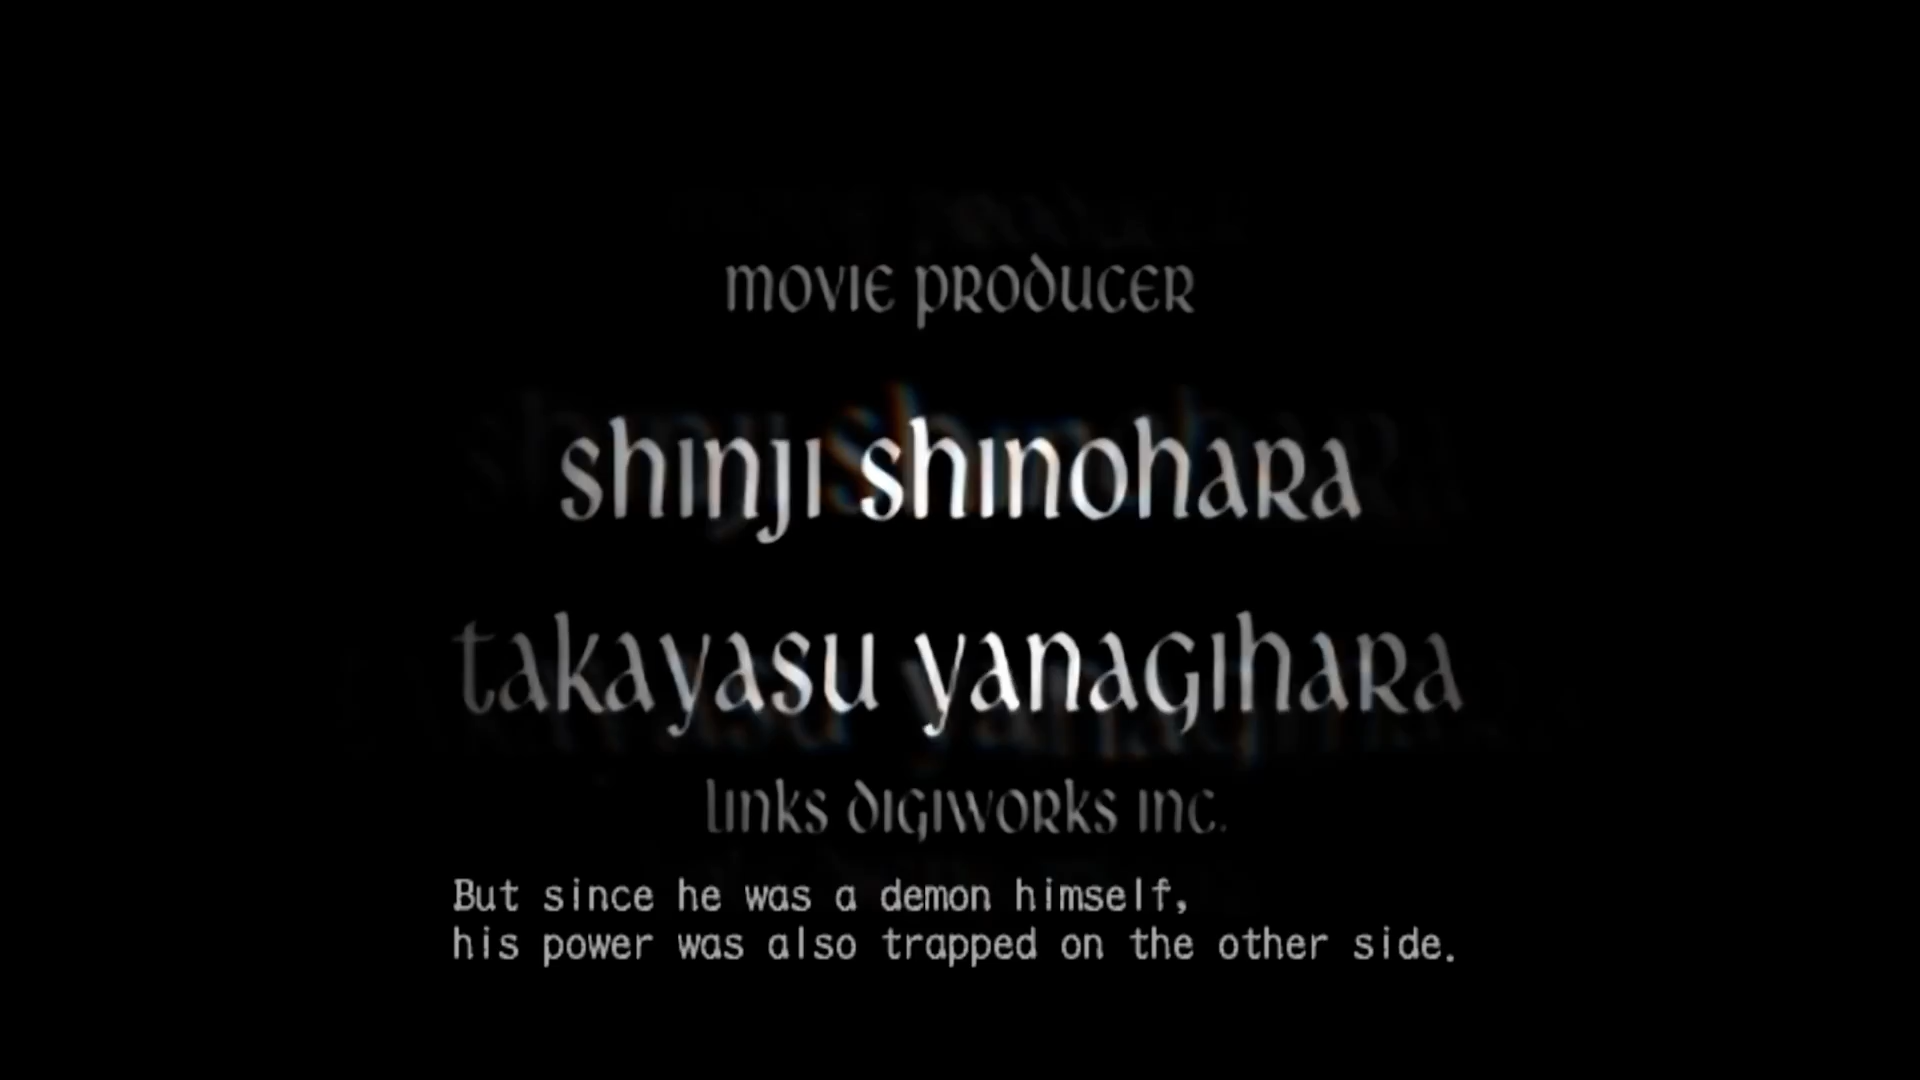 movie producer
shinji shinohara
takayasu yanagihara
links digiworks inc.
But since he was a demon himself,
his power was also trapped on the other side.